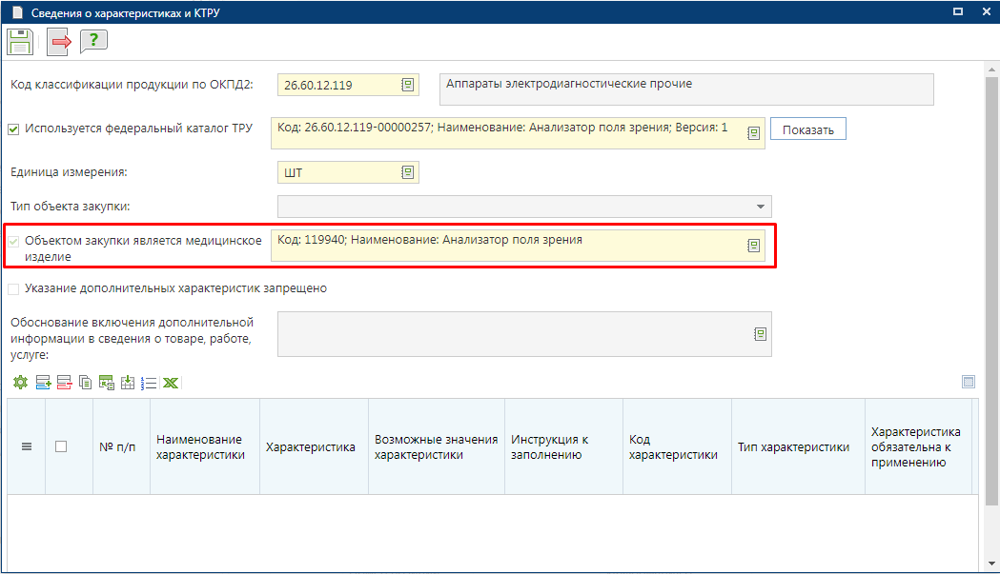 Сведения о характеристиках и КТРУ
?
Код классификации продукции по ОКПД2:
26.60.12.119
Аппараты электродиагностические прочие
Используется федеральный каталог ТРУ
Код: 26.60.12.119-00000257; Наименование: Анализатор поля зрения; Версия: 1
Показать
Единица измерения:
ШТ
Тип объекта закупки:
Объектом закупки является медицинское
изделие
Код: 119940; Наименование: Анализатор поля зрения
Указание дополнительных характеристик запрещено
Обоснование включения дополнительной
информации в сведения о товаре, работе,
услуге:
№ п/п
Наименование
характеристики
Характеристика
Возможные значения
характеристики
Инструкция к
заполнению
Код
характеристики
Тип характеристики
Характеристика
обязательна к
применению